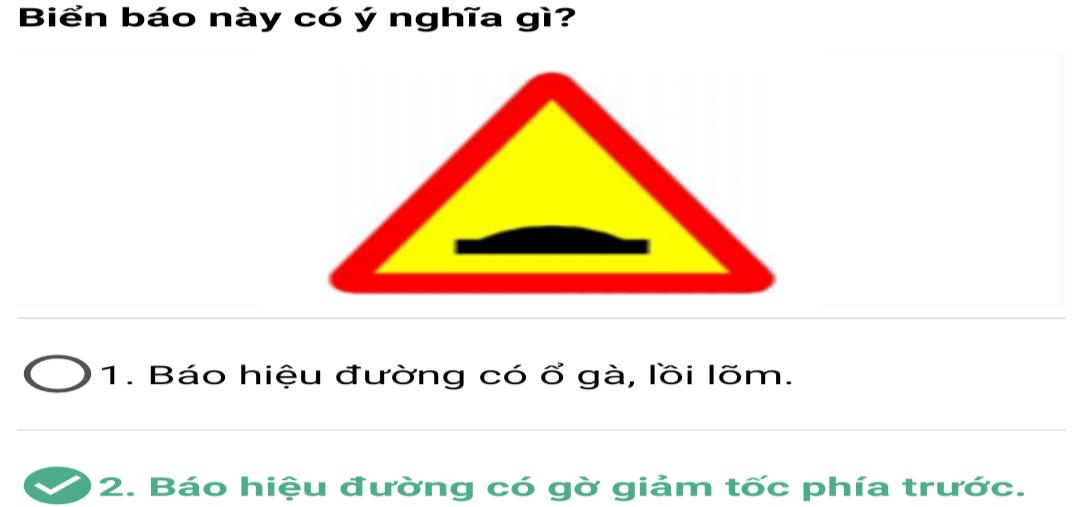 Biển báo này có ý nghĩa gì?
1. Báo hiệu đường có ổ gà, lồi lõm.
2. Báo hiệu đường có gờ giảm tốc phía trước.